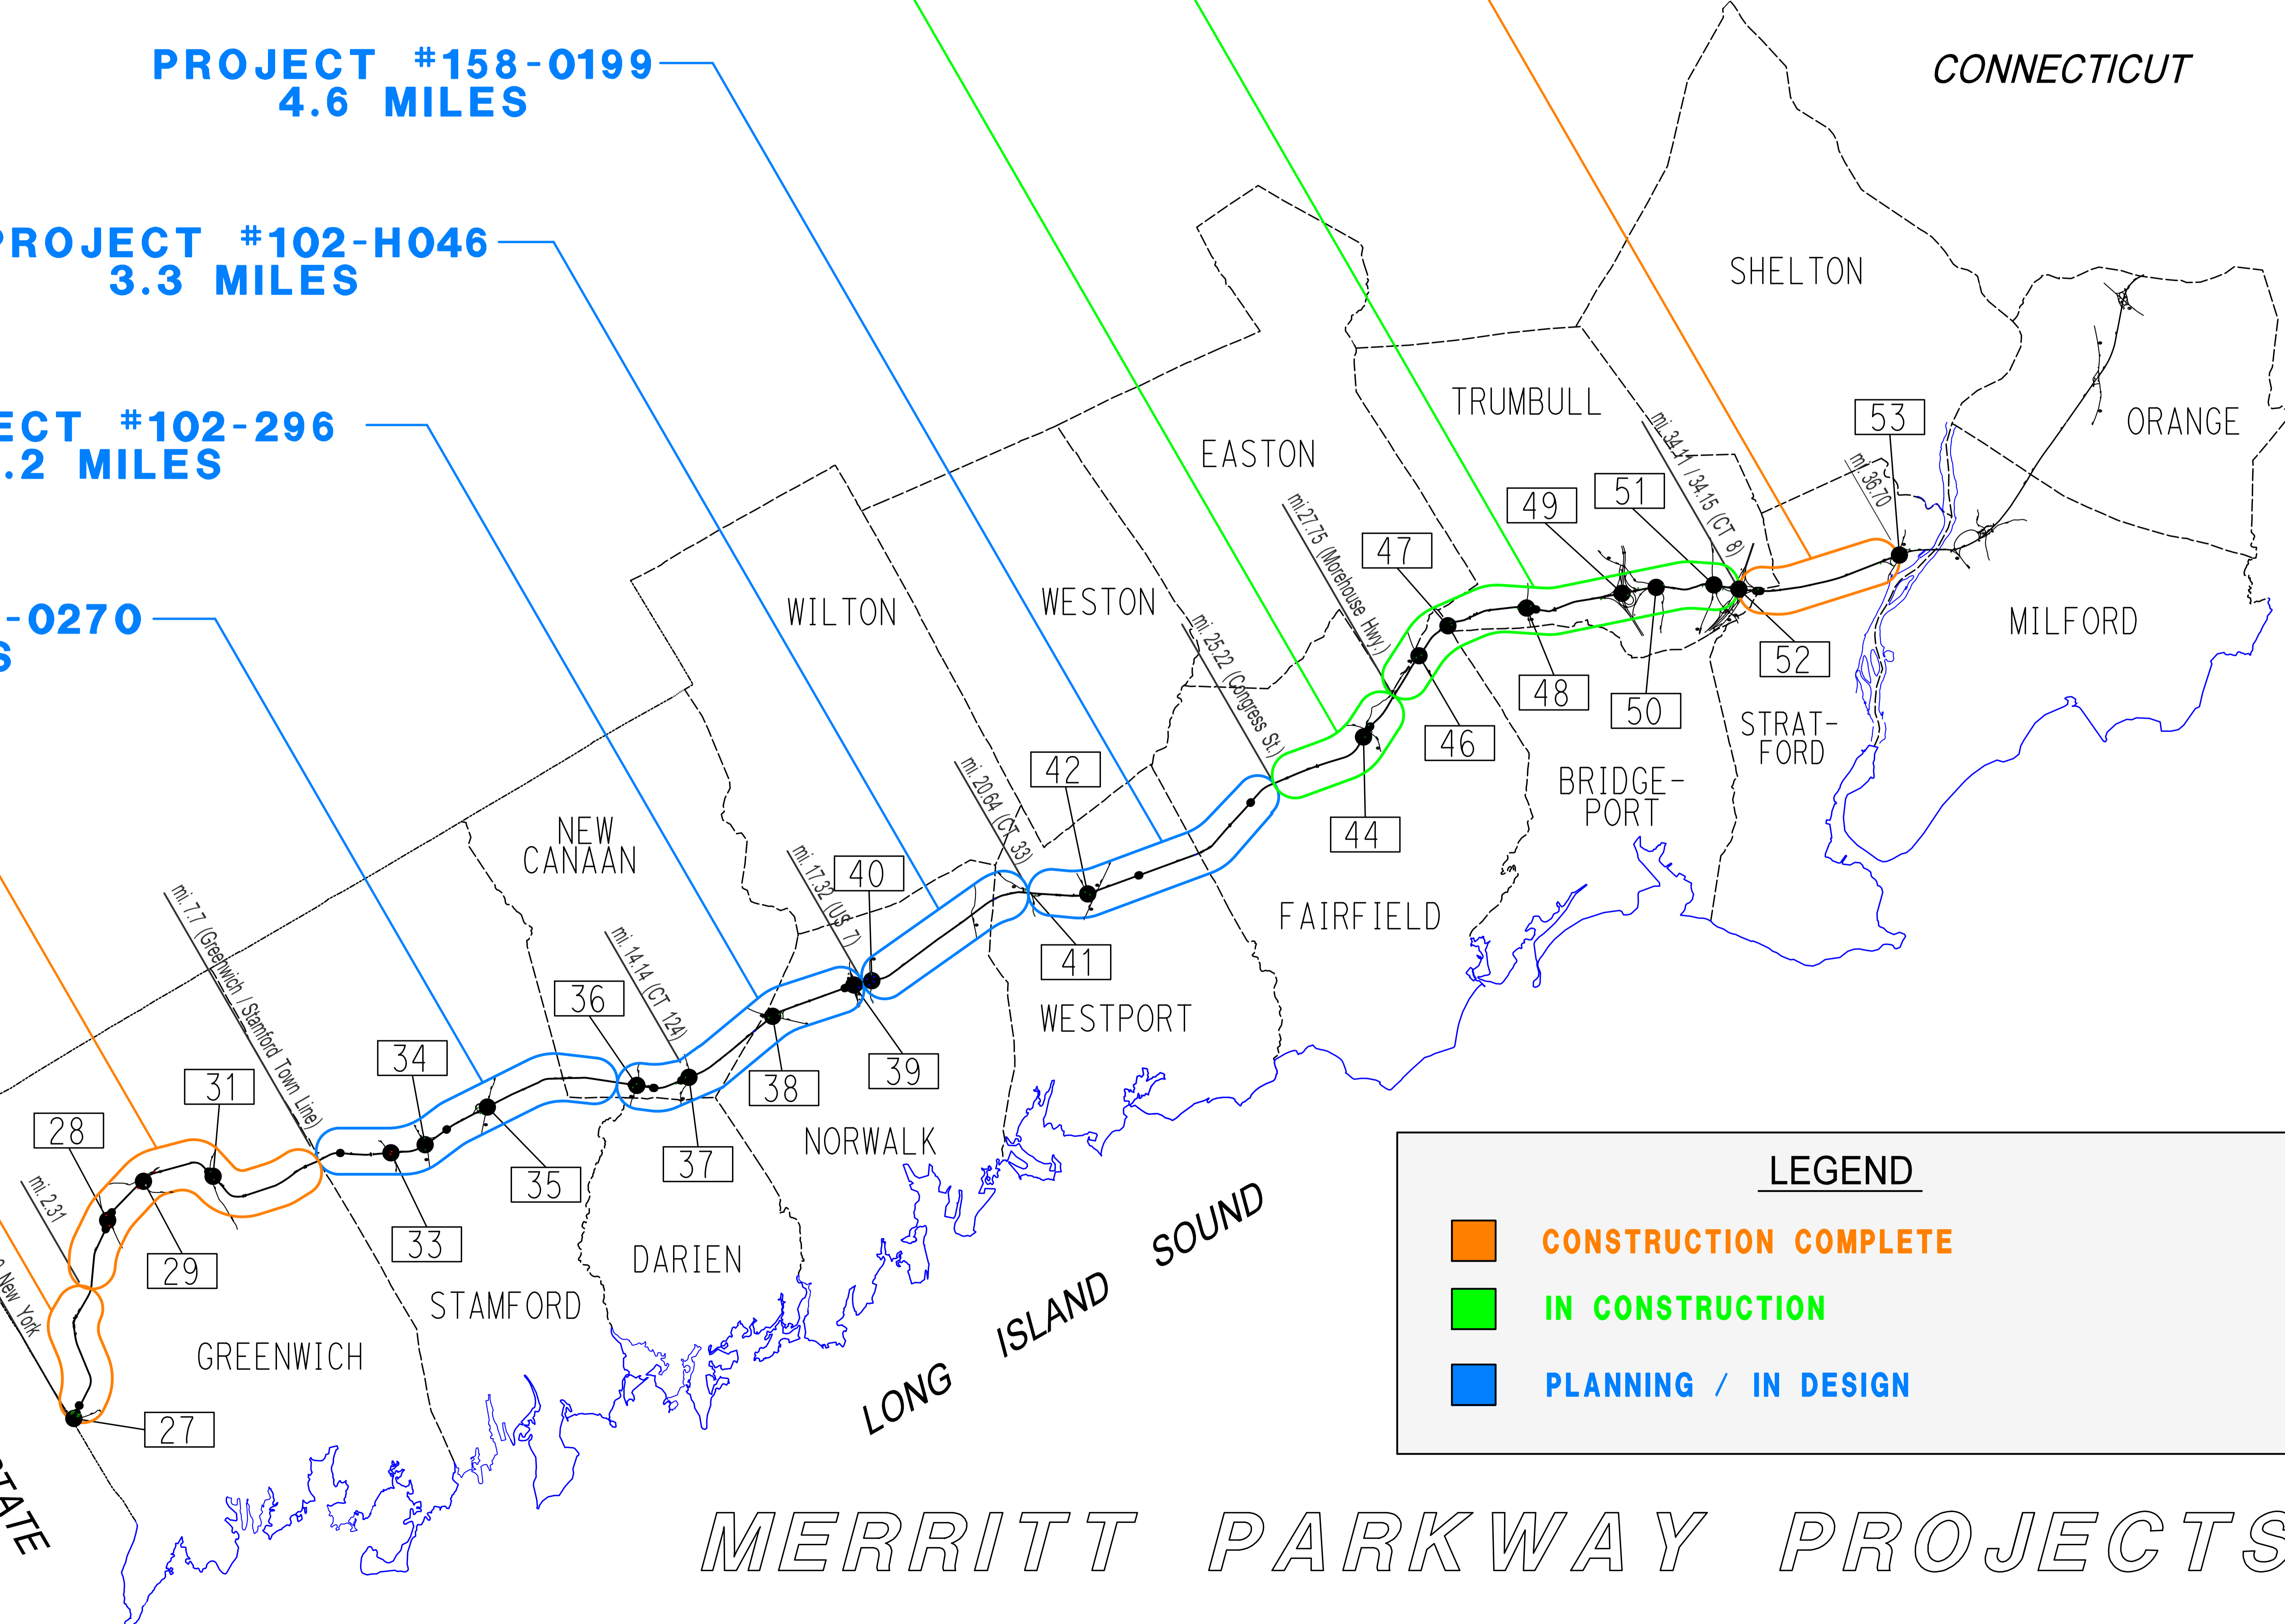 PROJECT #158-0199
4.6 MILES
CONNECTICUT
PROJECT #102-H046
3.3 MILES
SHELTON
ECT #102-296
.2 MILES
TRUMBULL
ORANGE
EASTON
mi. 34.11 / 34.15 (CT 8)
mi. 36.70
53
51
49
mi.27.75 (Morehouse Hwy.)
47
WILTON
WESTON
-0270
S
MILFORD
52
48
50
46
STRAT-
FORD
mi. 25.22 (Congress St.)
BRIDGE-
PORT
44
mi. 20.64 (CT 33)
42
NEW
CANAAN
mi. 17.32 (US 7)
40
FAIRFIELD
mi. 7.7 (Greenwich / Stamford Town Line)
mi. 14.14 (CT 124)
41
36
WESTPORT
34
39
38
31
28
NORWALK
37
35
33
mi. 2.31
29
New York
DARIEN
STAMFORD
GREENWICH
27
LONG ISLAND SOUND
LEGEND
CONSTRUCTION COMPLETE
IN CONSTRUCTION
PLANNING / IN DESIGN
TATE
MERRITT PARKWAY PROJECTS